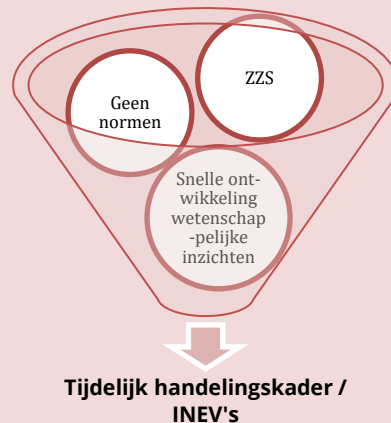 ZZS
Geen
normen
Snelle ont-
wikkeling
wetenschap
-pelijke
inzichten
Tijdelijk handelingskader /
INEV's